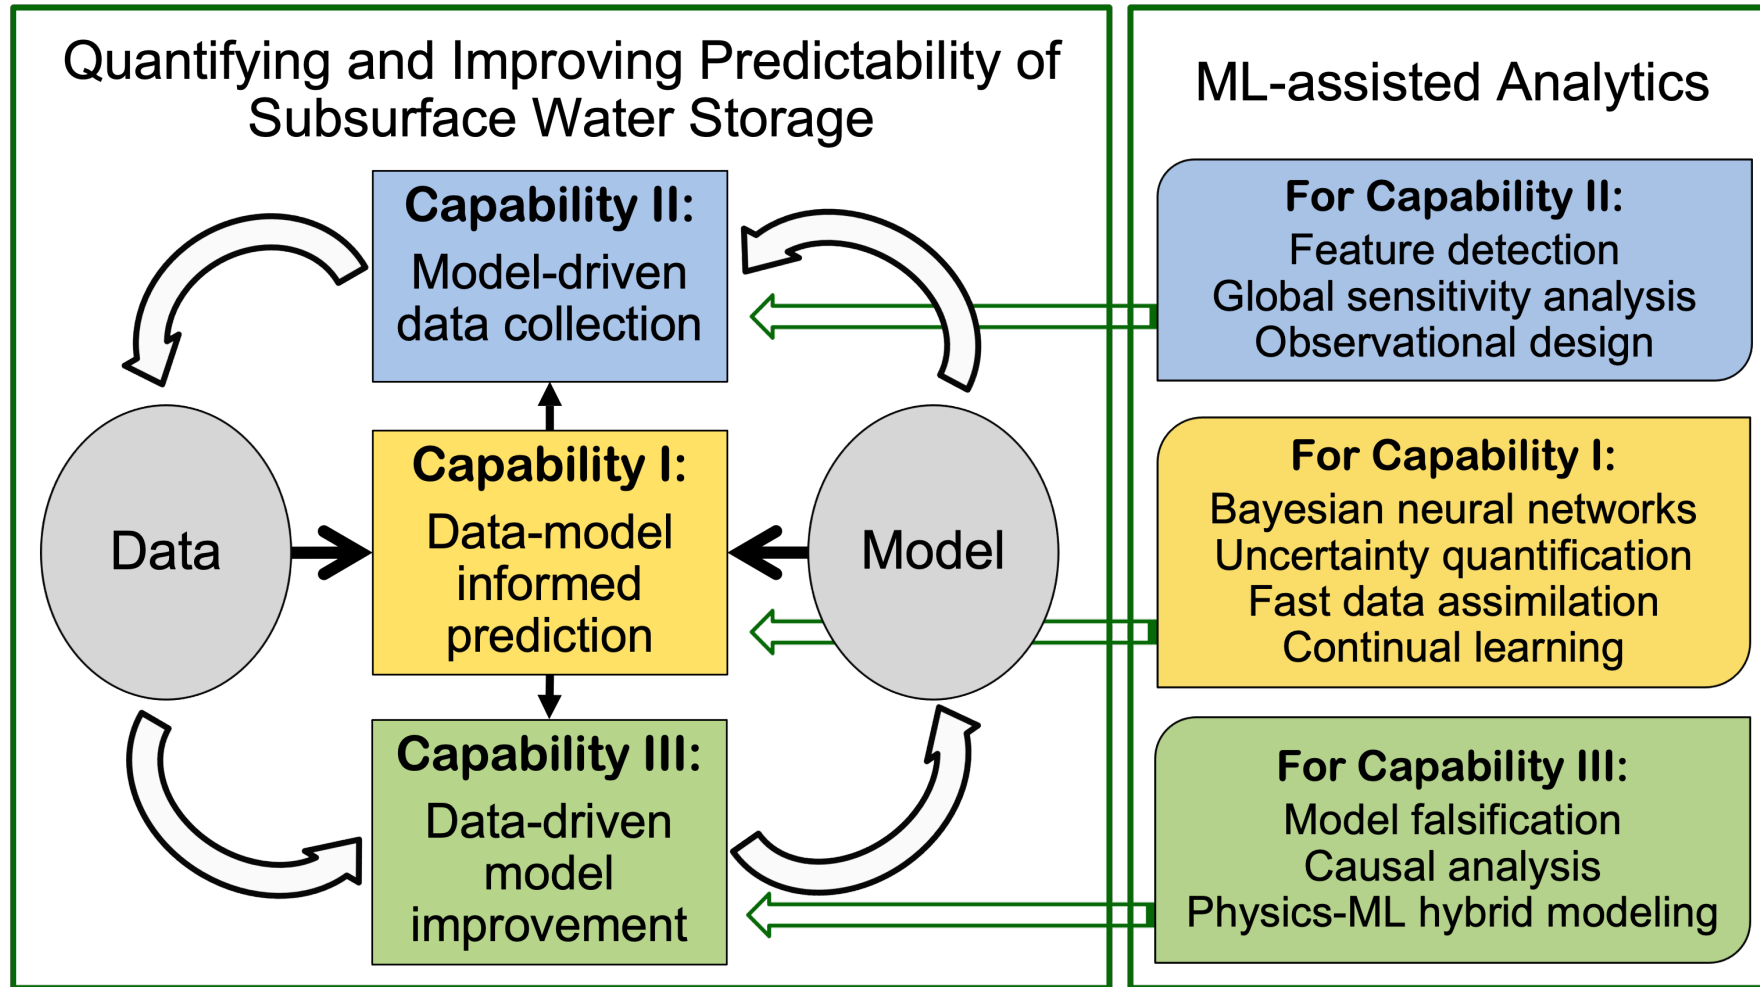 Quantifying and Improving Predictability of
Subsurface Water Storage
Capability II:
Model-driven
data collection
Capability I:
Data-model
informed
prediction
Capability III:
Data-driven
model
improvement
Data
Model
ML-assisted Analytics
For Capability II:
Feature detection
Global sensitivity analysis
Observational design
For Capability I:
Bayesian neural networks
Uncertainty quantification
Fast data assimilation
Continual learning
For Capability III:
Model falsification
Causal analysis
Physics-ML hybrid modeling